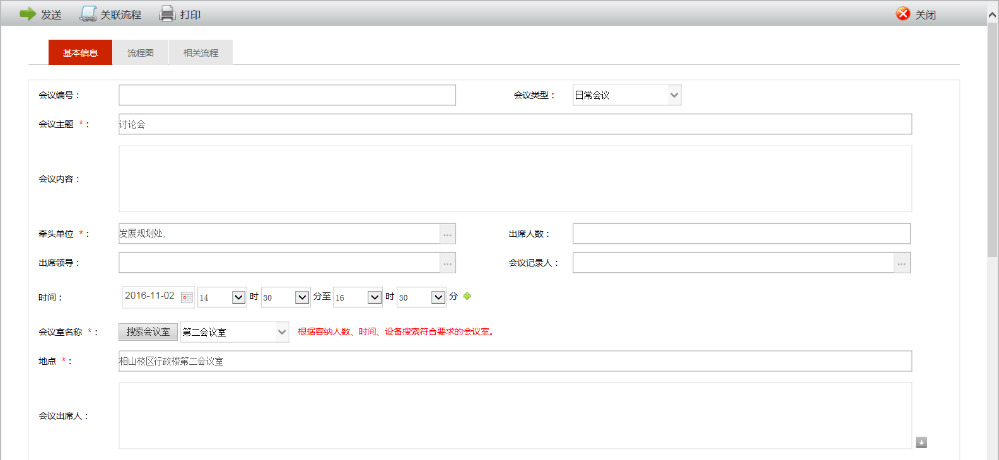 发送 关联流程 打印 关闭
基本信息 流程图 相关流程
会议编号： 会议类型： 日常会议
会议主题 *： 讨论会
会议内容：
牵头单位 *： 发展规划处, ... 出席人数：
出席领导： ... 会议记录人： ...
时间： 2016-11-02 14 时 30 分至 16 时 30 分
会议室名称 *： 搜索会议室 第二会议室 根据容纳人数、时间、设备搜索符合要求的会议室。
地点 *： 相山校区行政楼第二会议室
会议出席人：